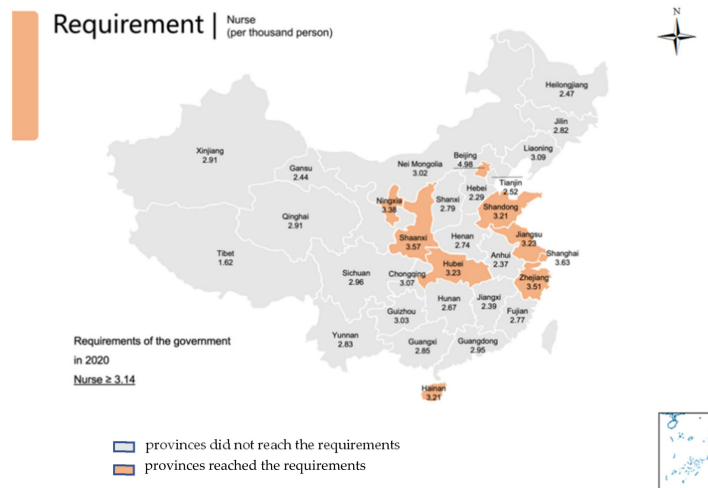 Requirement
Nurse
(per thousand person)
N
Heilongjiang
2.47
Jilin
2.82
Liaoning
3.09
Xinjiang
2.91
Gansu
2.44
Nei Mongolia
3.02
Beijing
4.98
Tianjin
2.52
Hebei
2.29
Ningxia
3.38
Shanxi
2.79
Shandong
3.21
Qinghai
2.91
Shaanxi
3.57
Henan
2.74
Jiangsu
3.23
Tibet
1.62
Shanghai
3.63
Anhui
2.37
Hubei
3.23
Sichuan
2.96
Chongqing
3.07
Zhejiang
3.51
Hunan
2.67
Jiangxi
2.39
Guizhou
3.03
Fujian
2.77
Yunnan
2.83
Guangxi
2.85
Guangdong
2.95
Hainan
3.21
Requirements of the government
in 2020
Nurse ≥ 3.14
provinces did not reach the requirements
provinces reached the requirements